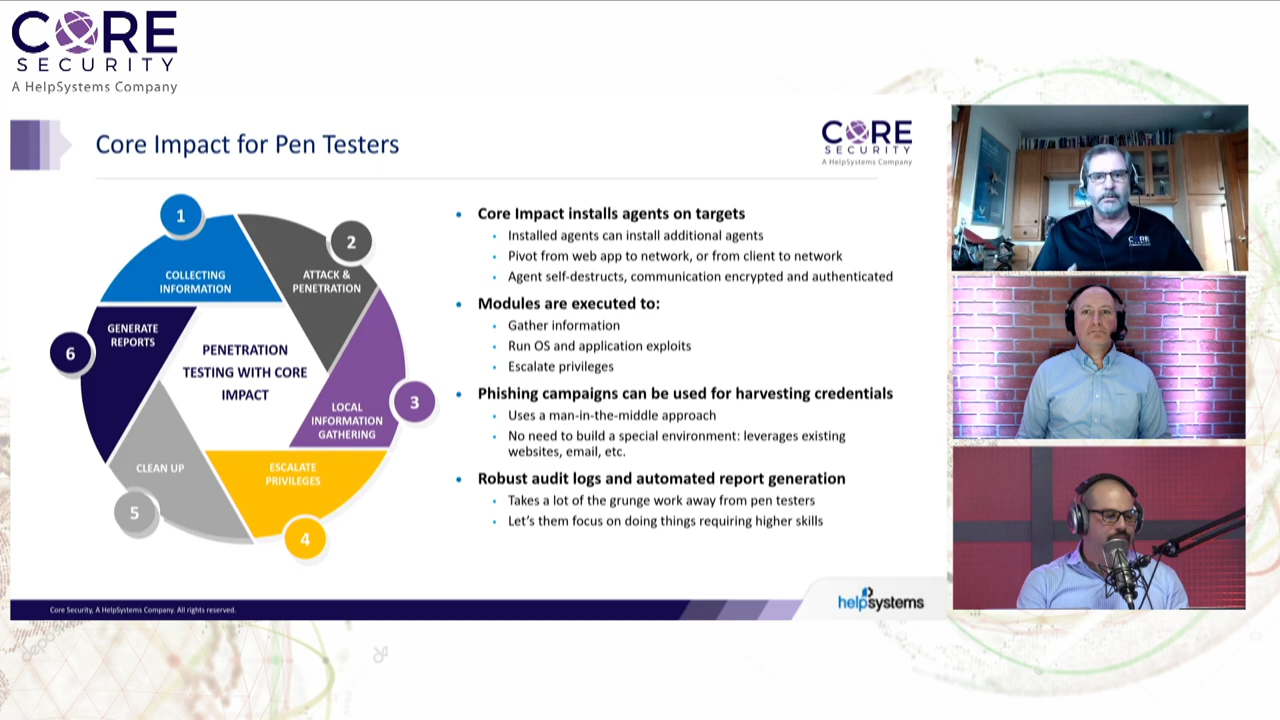 CORE
SECURITY
A HelpSystems Company
Core Impact for Pen Testers
CORE
SECURITY
A HelpSystems Company
1
COLLECTING
INFORMATION
2
ATTACK &
PENETRATION
3
LOCAL
INFORMATION
GATHERING
4
ESCALATE
PRIVILEGES
5
CLEAN UP
6
GENERATE
REPORTS
PENETRATION
TESTING WITH CORE
IMPACT
• Core Impact installs agents on targets
• Installed agents can install additional agents
• Pivot from web app to network, or from client to network
• Agent self-destructs, communication encrypted and authenticated
• Modules are executed to:
• Gather information
• Run OS and application exploits
• Escalate privileges
• Phishing campaigns can be used for harvesting credentials
• Uses a man-in-the-middle approach
• No need to build a special environment: leverages existing
websites, email, etc.
• Robust audit logs and automated report generation
• Takes a lot of the grunge work away from pen testers
• Let's them focus on doing things requiring higher skills
Core Security, A HelpSystems Company. All rights reserved.
helpsystems
CORE